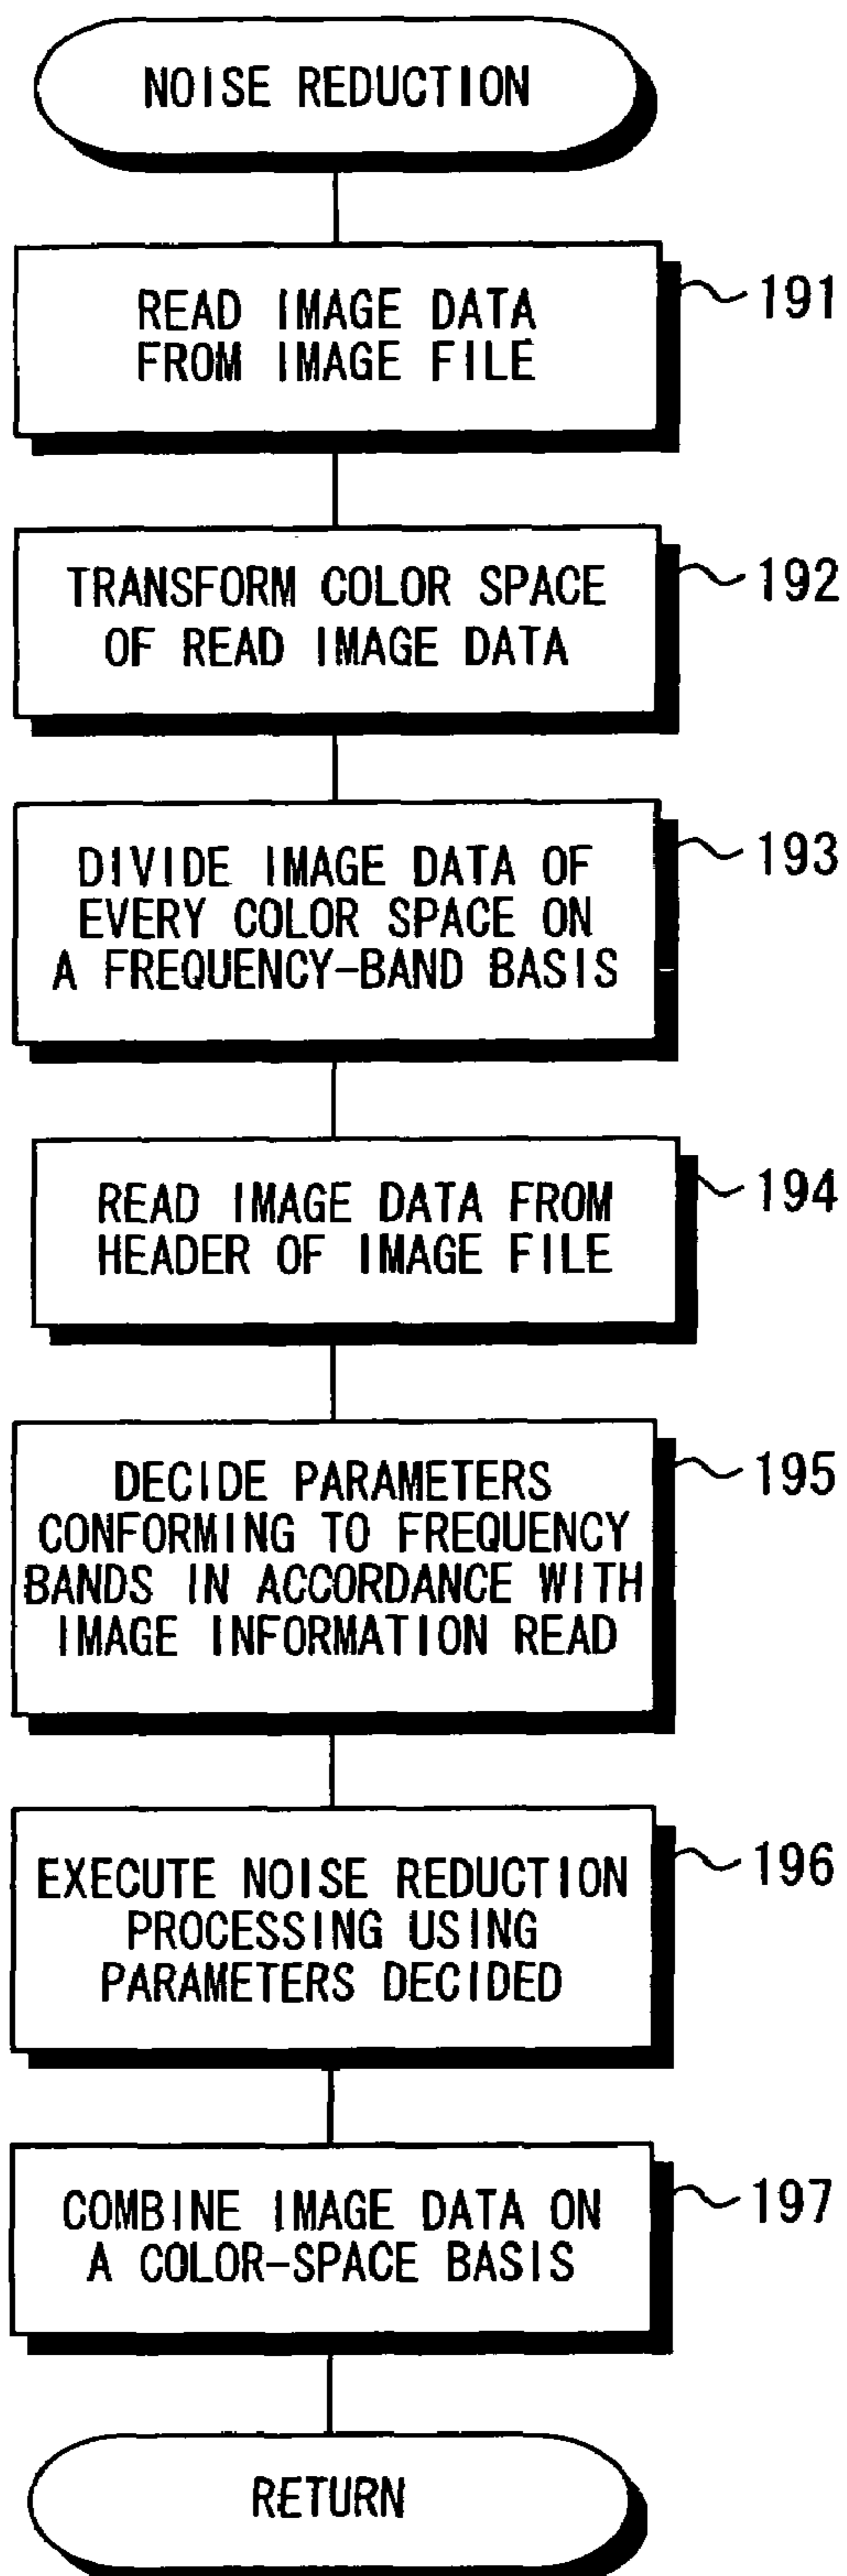 NOISE REDUCTION
READ IMAGE DATA
FROM IMAGE FILE
191
TRANSFORM COLOR SPACE
OF READ IMAGE DATA
192
DIVIDE IMAGE DATA OF
EVERY COLOR SPACE ON
A FREQUENCY-BAND BASIS
193
READ IMAGE DATA FROM
HEADER OF IMAGE FILE
194
DECIDE PARAMETERS
CONFORMING TO FREQUENCY
BANDS IN ACCORDANCE WITH
IMAGE INFORMATION READ
195
EXECUTE NOISE REDUCTION
PROCESSING USING
PARAMETERS DECIDED
196
COMBINE IMAGE DATA ON
A COLOR-SPACE BASIS
197
RETURN